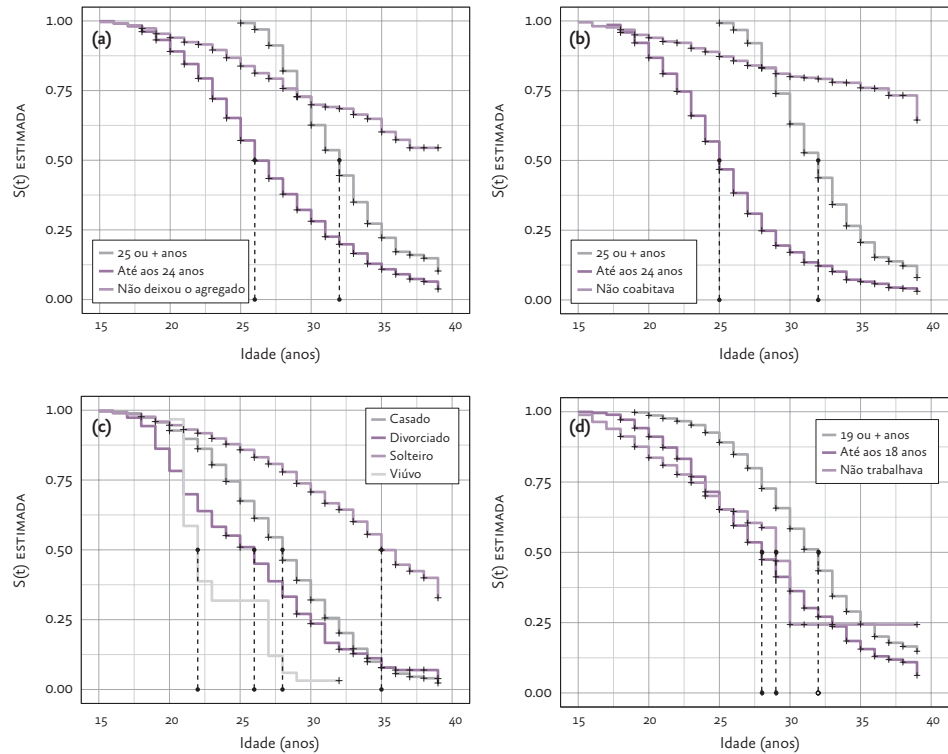 (a)
S(t) ESTIMADA
1.00
0.75
0.50
0.25
0.00
25 ou + anos
Até aos 24 anos
Não deixou o agregado
15 20 25 30 35 40
Idade (anos)
(b)
S(t) ESTIMADA
1.00
0.75
0.50
0.25
0.00
25 ou + anos
Até aos 24 anos
Não coabitava
15 20 25 30 35 40
Idade (anos)
(c)
S(t) ESTIMADA
1.00
0.75
0.50
0.25
0.00
Casado
Divorciado
Solteiro
Viúvo
15 20 25 30 35 40
Idade (anos)
(d)
S(t) ESTIMADA
1.00
0.75
0.50
0.25
0.00
19 ou + anos
Até aos 18 anos
Não trabalhava
15 20 25 30 35 40
Idade (anos)